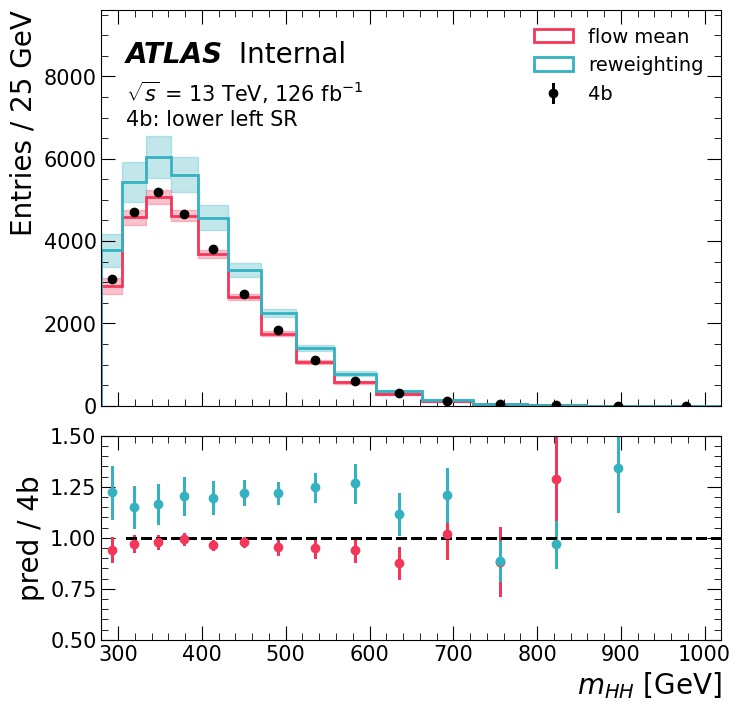 Entries / 25 GeV
8000
6000
4000
2000
0
ATLAS Internal
√s = 13 TeV, 126 fb⁻¹
4b: lower left SR
flow mean
reweighting
4b
pred / 4b
1.50
1.25
1.00
0.75
0.50
300 400 500 600 700 800 900 1000
m_HH [GeV]